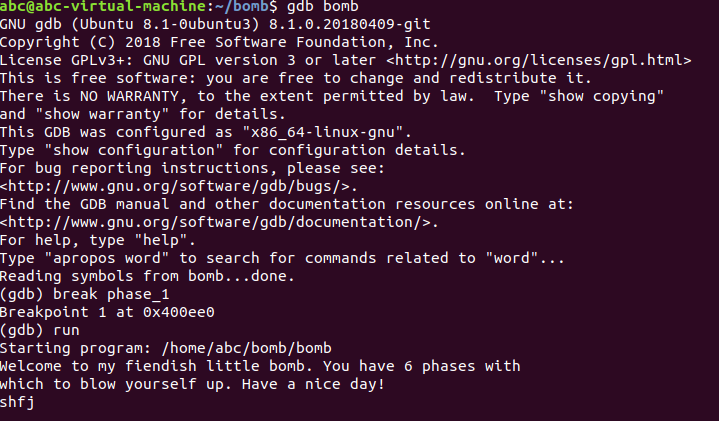 abc@abc-virtual-machine:~/bomb$ gdb bomb
GNU gdb (Ubuntu 8.1-0ubuntu3) 8.1.0.20180409-git
Copyright (C) 2018 Free Software Foundation, Inc.
License GPLv3+: GNU GPL version 3 or later <http://gnu.org/licenses/gpl.html>
This is free software: you are free to change and redistribute it.
There is NO WARRANTY, to the extent permitted by law.  Type "show copying"
and "show warranty" for details.
This GDB was configured as "x86_64-linux-gnu".
Type "show configuration" for configuration details.
For bug reporting instructions, please see:
<http://www.gnu.org/software/gdb/bugs/>.
Find the GDB manual and other documentation resources online at:
<http://www.gnu.org/software/gdb/documentation/>.
For help, type "help".
Type "apropos word" to search for commands related to "word"...
Reading symbols from bomb...done.
(gdb) break phase_1
Breakpoint 1 at 0x400ee0
(gdb) run
Starting program: /home/abc/bomb/bomb
Welcome to my fiendish little bomb. You have 6 phases with
which to blow yourself up. Have a nice day!
shfj